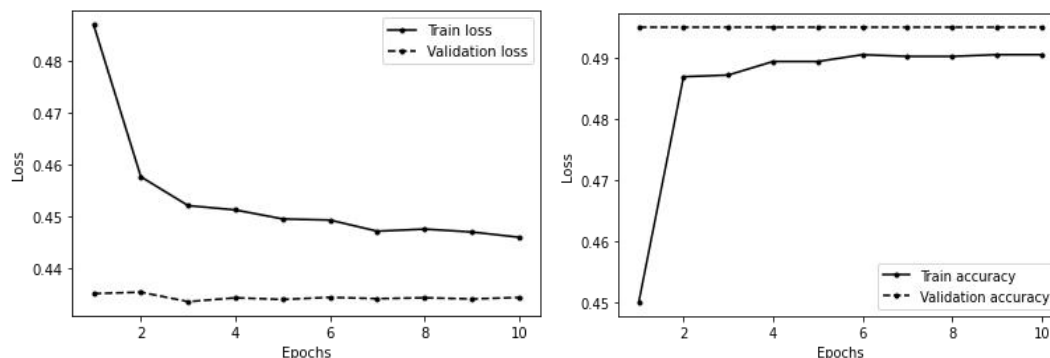 Train loss
Validation loss
0.48
0.47
0.46
0.45
0.44
Loss
2
4
6
8
10
Epochs
0.49
0.48
0.47
0.46
0.45
Loss
Train accuracy
Validation accuracy
2
4
6
8
10
Epochs